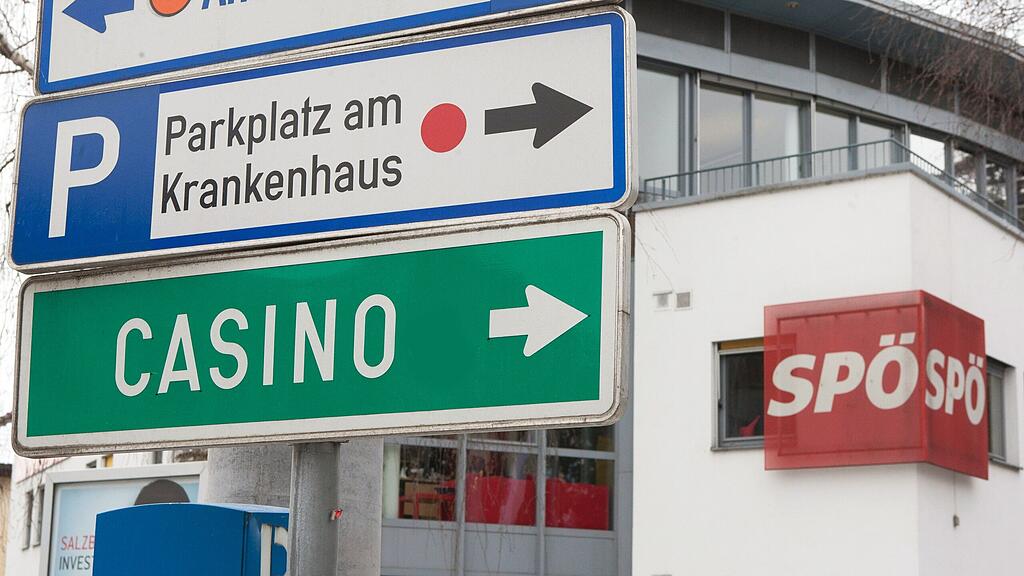 P
Parkplatz am
Krankenhaus
CASINO
SPÖ SPÖ